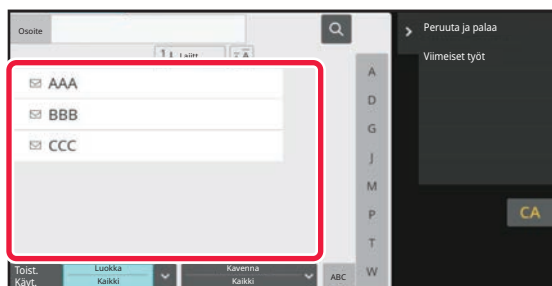 Osoite
AAA
BBB
CCC
A
D
G
J
M
P
T
W
Toist.
Käyt.
Luokka
Kaikki
Kavenna
Kaikki
ABC
Peruuta ja palaa
Viimeiset työt
CA